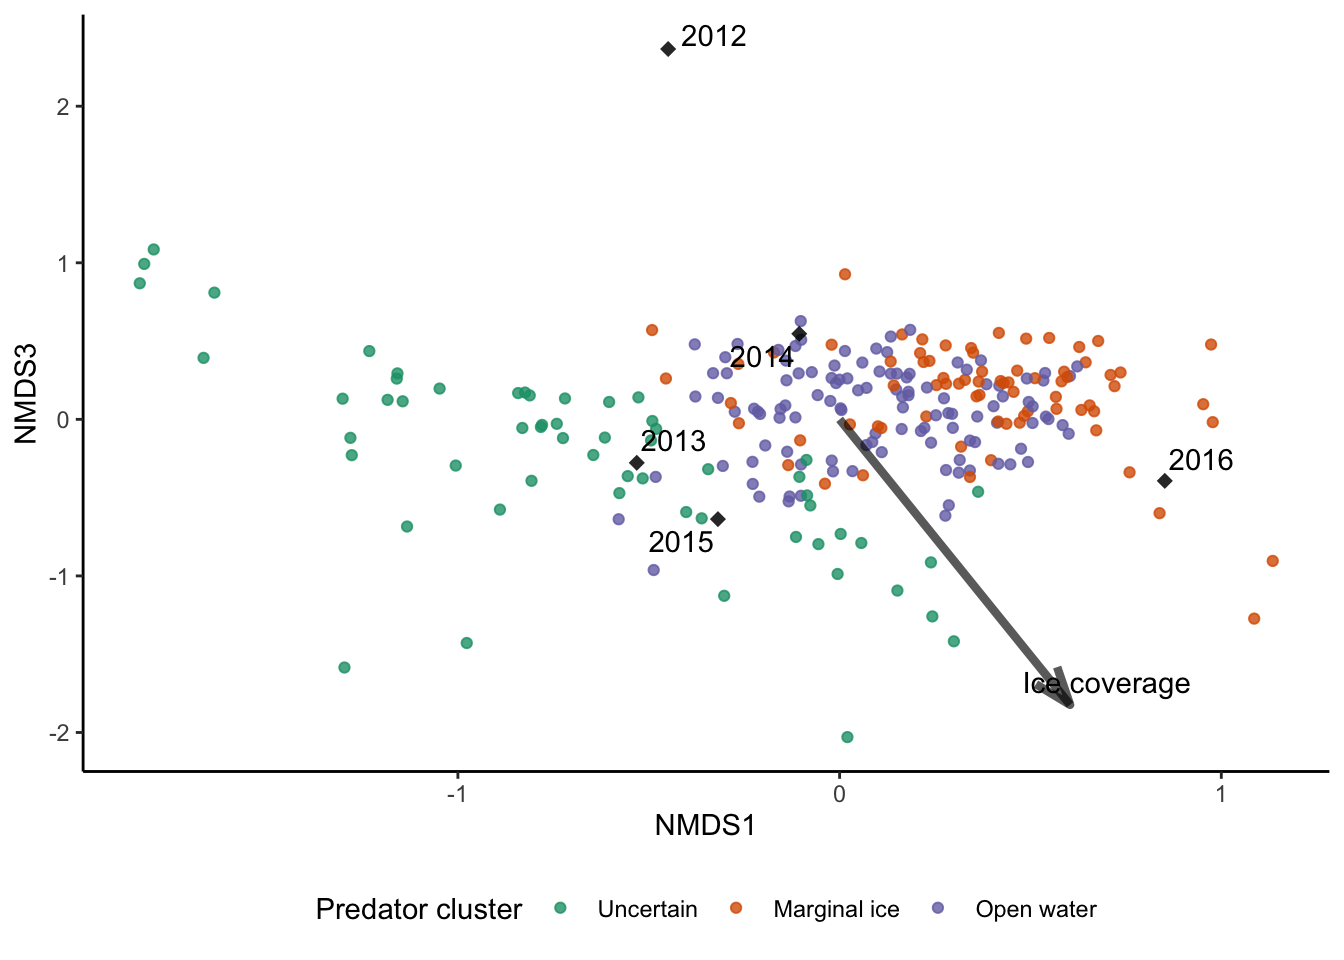 2012
2
1
2014
0
2013
2016
2015
-1
Ice coverage
-2
-1
0
1
NMDS3
NMDS1
Predator cluster
Uncertain
Marginal ice
Open water